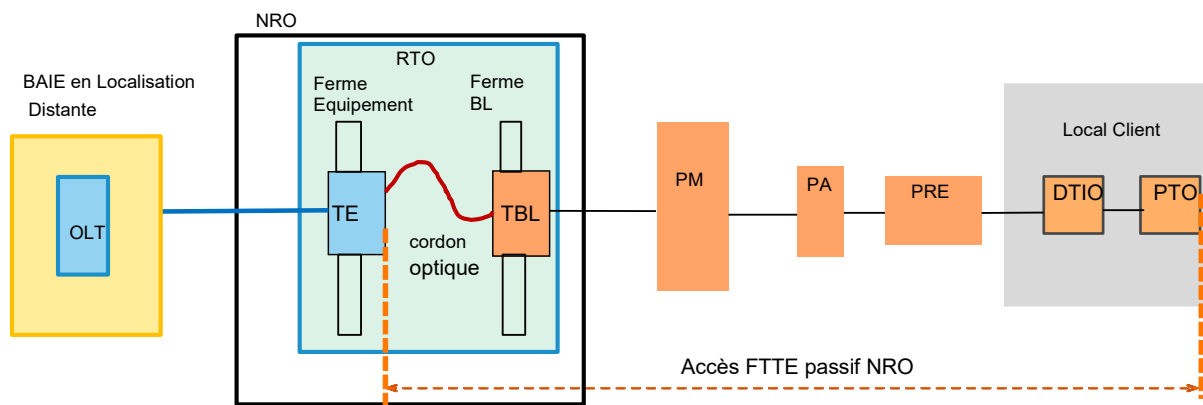 NRO
RTO
BAIE en Localisation
Distante
Ferme
Equipement
Ferme
BL
OLT
TE
cordon
optique
TBL
PM
PA
PRE
Local Client
DTIO
PTO
Accès FTTE passif NRO